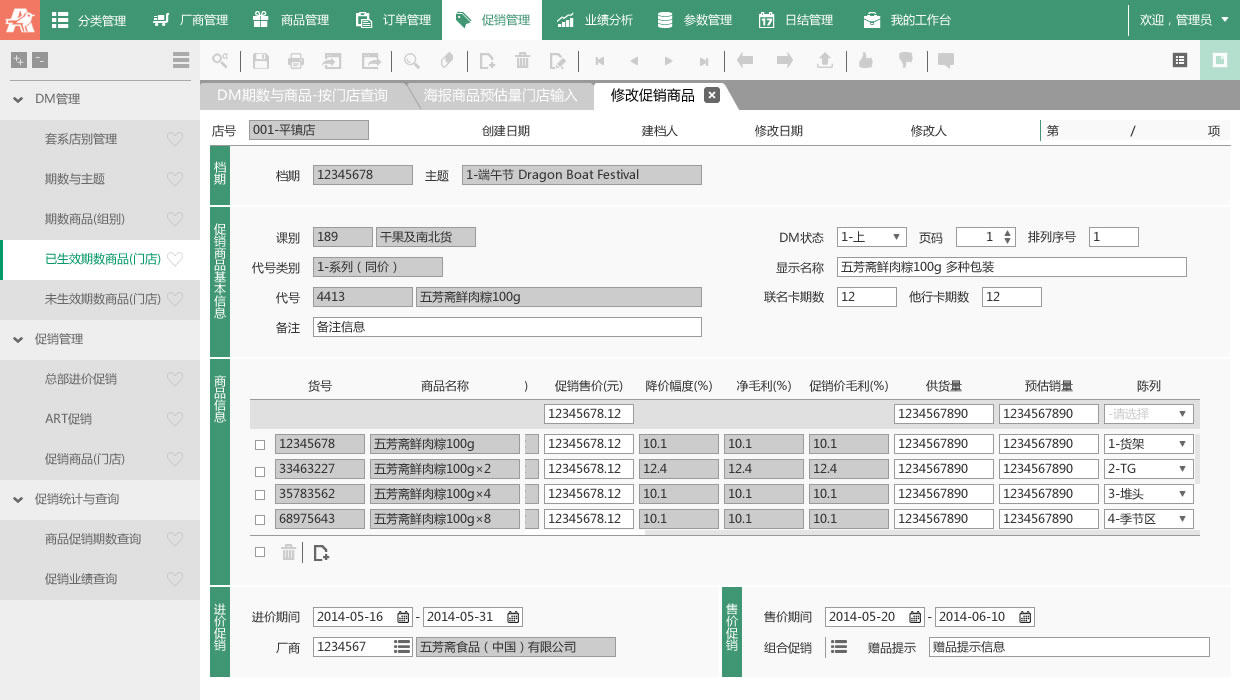 分类管理 厂商管理 商品管理 订单管理 促销管理 业绩分析 参数管理 日结管理 我的工作台 欢迎，管理员
DM期数与商品-按门店查询 海报商品预估量门店输入 修改促销商品
DM管理
套系店别管理
期数与主题
期数商品(组别)
已生效期数商品(门店)
未生效期数商品(门店)
促销管理
总部进价促销
ART促销
促销商品(门店)
促销统计与查询
商品促销期数查询
促销业绩查询
店号 001-平镇店 创建日期 建档人 修改日期 修改人 第 / 项
档期
档期 12345678 主题 1-端午节 Dragon Boat Festival
促销商品基本信息
课别 189 干果及南北货 DM状态 1-上 页码 1 排列序号 1
代号类别 1-系列（同价） 显示名称 五芳斋鲜肉粽100g 多种包装
代号 4413 五芳斋鲜肉粽100g 联名卡期数 12 他行卡期数 12
备注 备注信息
商品信息
货号 商品名称 ) 促销售价(元) 降价幅度(%) 净毛利(%) 促销价毛利(%) 供货量 预估销量 陈列
12345678.12 1234567890 1234567890 -请选择
12345678 五芳斋鲜肉粽100g 12345678.12 10.1 10.1 10.1 1234567890 1234567890 1-货架
33463227 五芳斋鲜肉粽100g×2 12345678.12 12.4 12.4 12.4 1234567890 1234567890 2-TG
35783562 五芳斋鲜肉粽100g×4 12345678.12 10.1 10.1 10.1 1234567890 1234567890 3-堆头
68975643 五芳斋鲜肉粽100g×8 12345678.12 10.1 10.1 10.1 1234567890 1234567890 4-季节区
进价促销
进价期间 2014-05-16 - 2014-05-31
厂商 1234567 五芳斋食品（中国）有限公司
售价促销
售价期间 2014-05-20 - 2014-06-10
组合促销 赠品提示 赠品提示信息